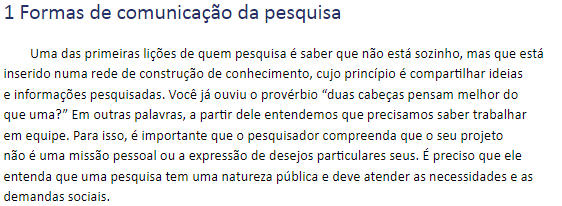 1 Formas de comunicação da pesquisa
Uma das primeiras lições de quem pesquisa é saber que não está sozinho, mas que está
inserido numa rede de construção de conhecimento, cujo princípio é compartilhar ideias
e informações pesquisadas. Você já ouviu o provérbio “duas cabeças pensam melhor do
que uma?” Em outras palavras, a partir dele entendemos que precisamos saber trabalhar
em equipe. Para isso, é importante que o pesquisador compreenda que o seu projeto
não é uma missão pessoal ou a expressão de desejos particulares seus. É preciso que ele
entenda que uma pesquisa tem uma natureza pública e deve atender as necessidades e as
demandas sociais.